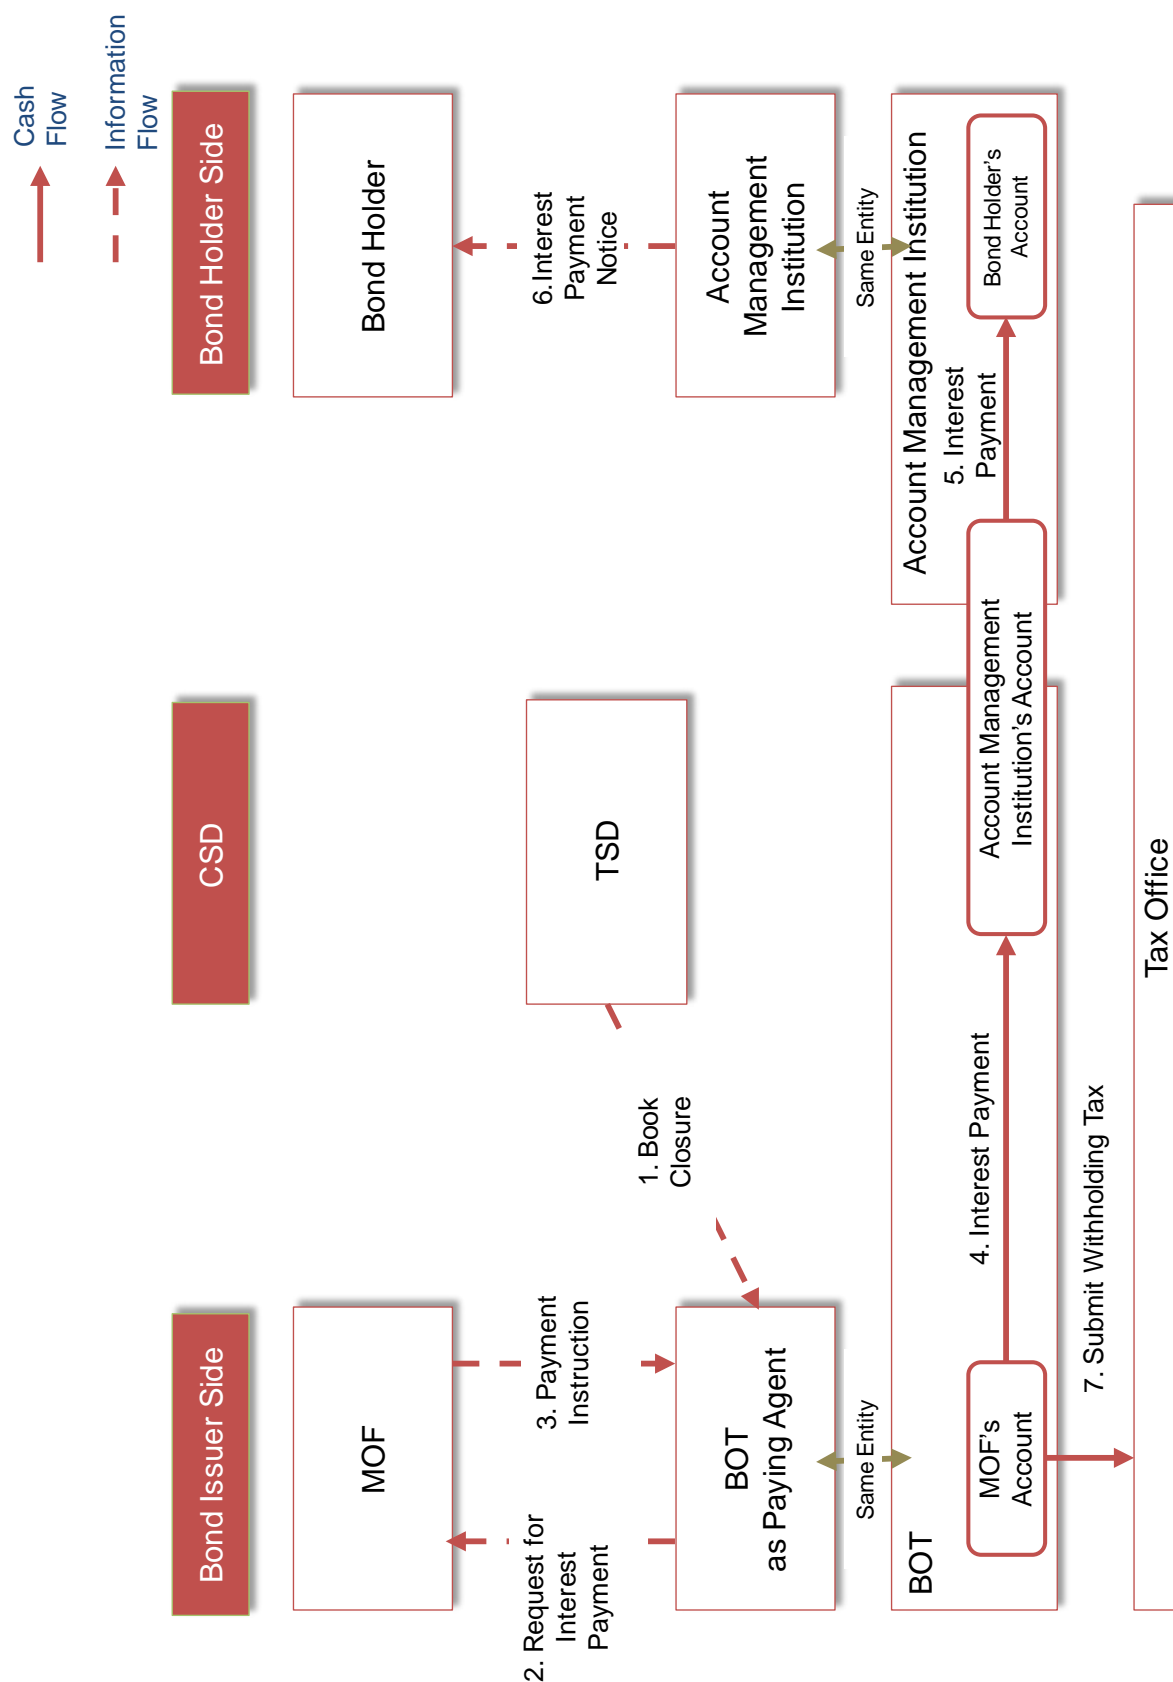 Cash
Flow
Information
Flow
Bond Issuer Side
CSD
Bond Holder Side
MOF
Bond Holder
2. Request for
Interest
Payment
3. Payment
Instruction
TSD
6. Interest
Payment
Notice
1. Book
Closure
BOT
as Paying Agent
Account
Management
Institution
Same Entity
Same Entity
BOT
Account Management Institution
4. Interest Payment
5. Interest
Payment
MOF's
Account
Account Management
Institution's Account
Bond Holder's
Account
7. Submit Withholding Tax
Tax Office